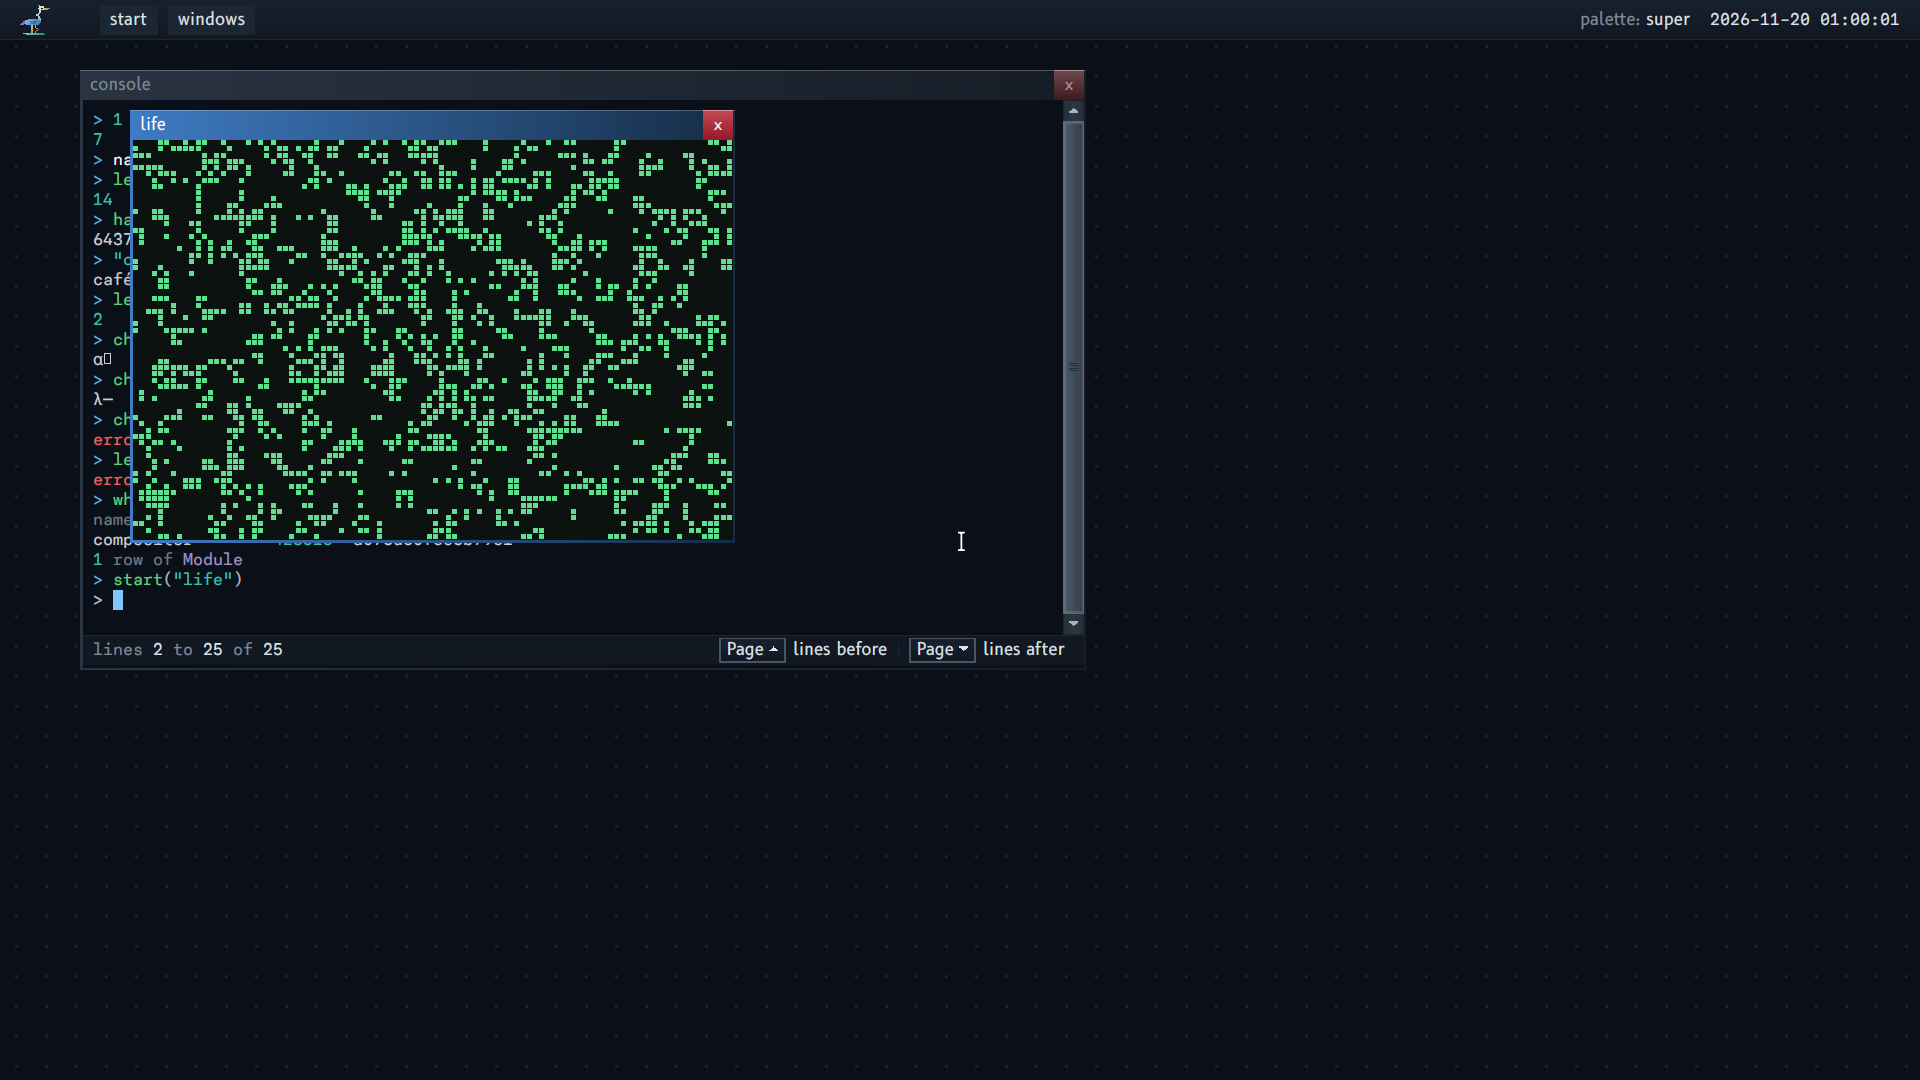 start windows palette: super 2026-11-20 01:00:01
console x
life x
> 1
7
> na
> le
14
> ha
6437
> "c
café
> le
2
> ch
α
> ch
λ—
> ch
erro
> le
erro
> wh
name
1 row of Module
> start("life")
>
lines 2 to 25 of 25 Page lines before Page lines after